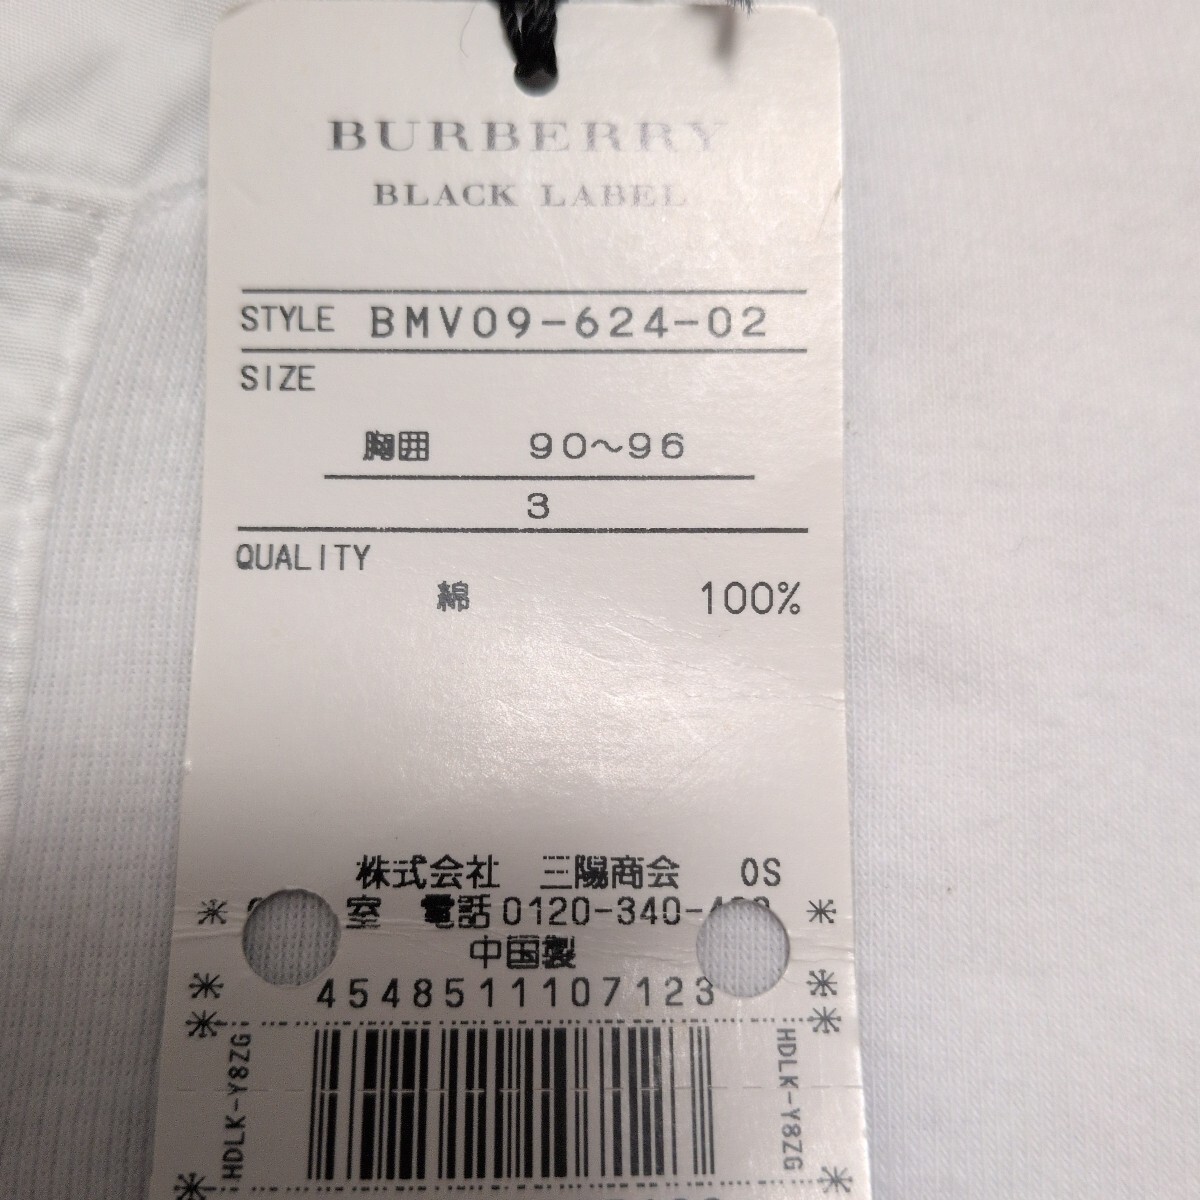 BURBERRY
BLACK LABEL
STYLE BMV09-624-02
SIZE
胸囲 90〜96
3
QUALITY
綿 100%
株式会社 三陽商会 OS
室 電話 0120-340-
中国製
4548511107123
HDLK-Y8ZG
HDLK-Y8ZG